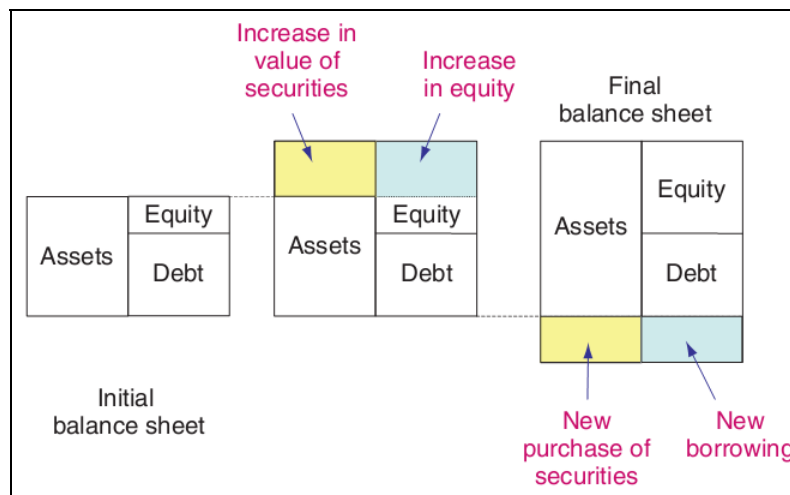 Increase in
value of
securities
Increase
in equity
Final
balance sheet
Assets
Equity
Debt
Assets
Equity
Debt
Assets
Equity
Debt
Initial
balance sheet
New
purchase of
securities
New
borrowing